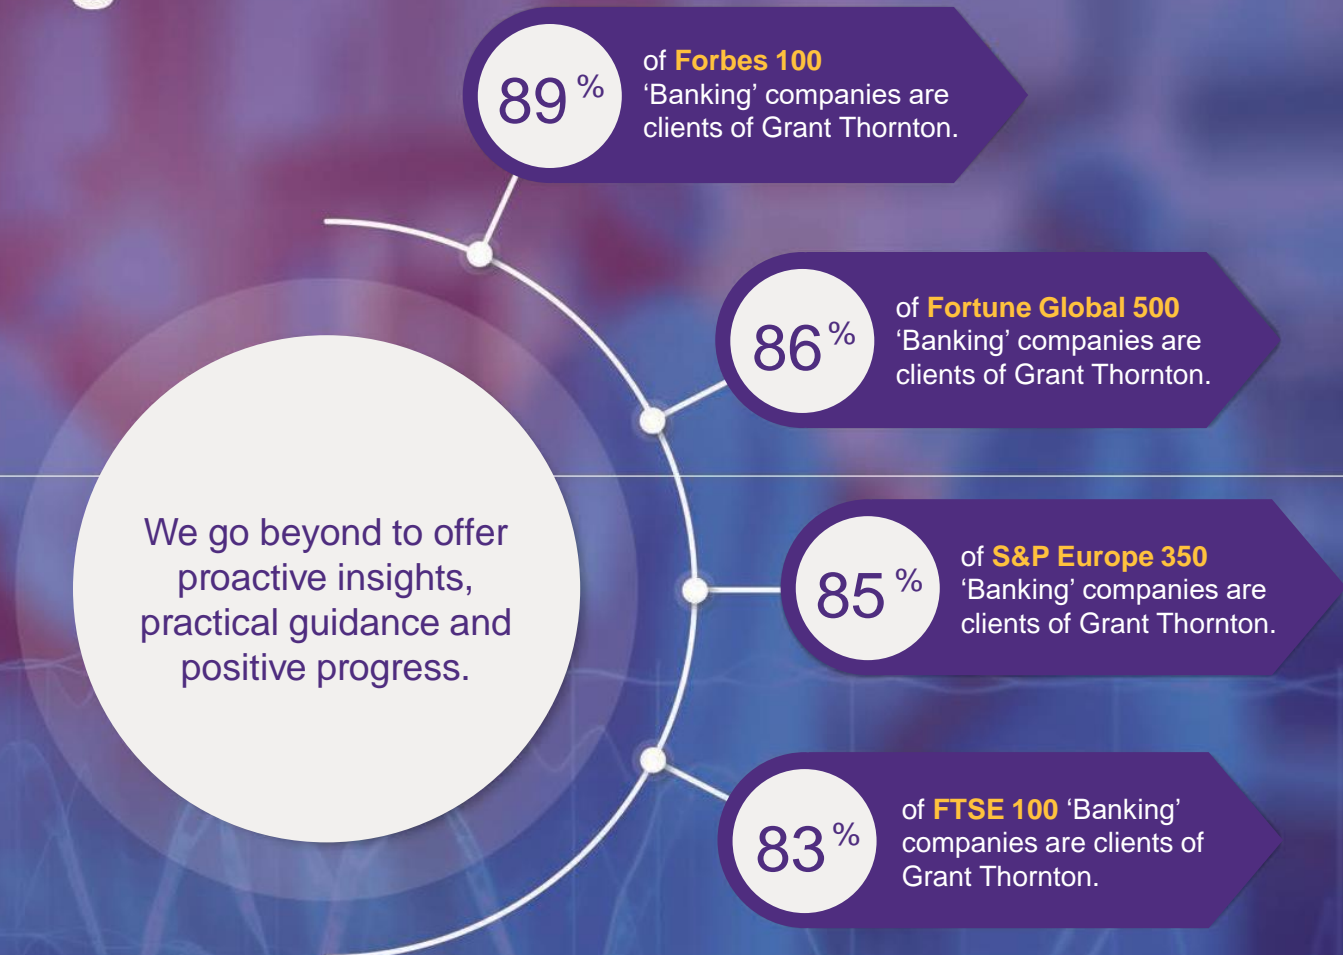 89%
of Forbes 100
‘Banking’ companies are
clients of Grant Thornton.
86%
of Fortune Global 500
‘Banking’ companies are
clients of Grant Thornton.
We go beyond to offer
proactive insights,
practical guidance and
positive progress.
85%
of S&P Europe 350
‘Banking’ companies are
clients of Grant Thornton.
83%
of FTSE 100 ‘Banking’
companies are clients of
Grant Thornton.